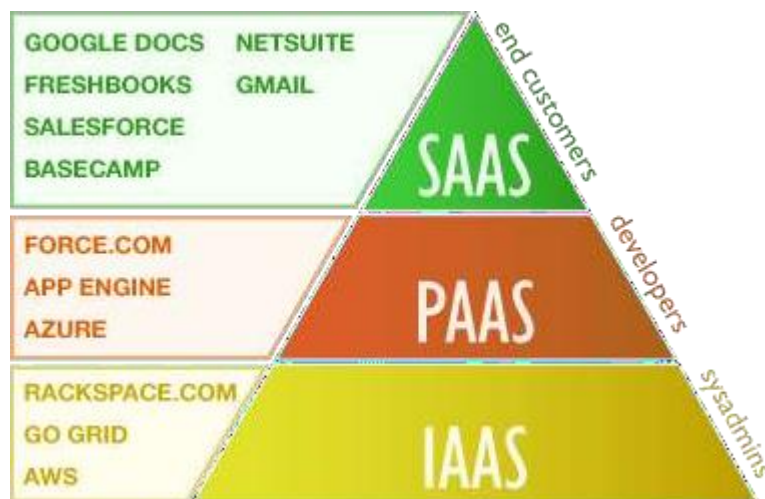 GOOGLE DOCS NETSUITE
FRESHBOOKS GMAIL
SALESFORCE
BASECAMP
SAAS
end customers
FORCE.COM
APP ENGINE
AZURE
PAAS
developers
RACKSPACE.COM
GO GRID
AWS
IAAS
sysadmins